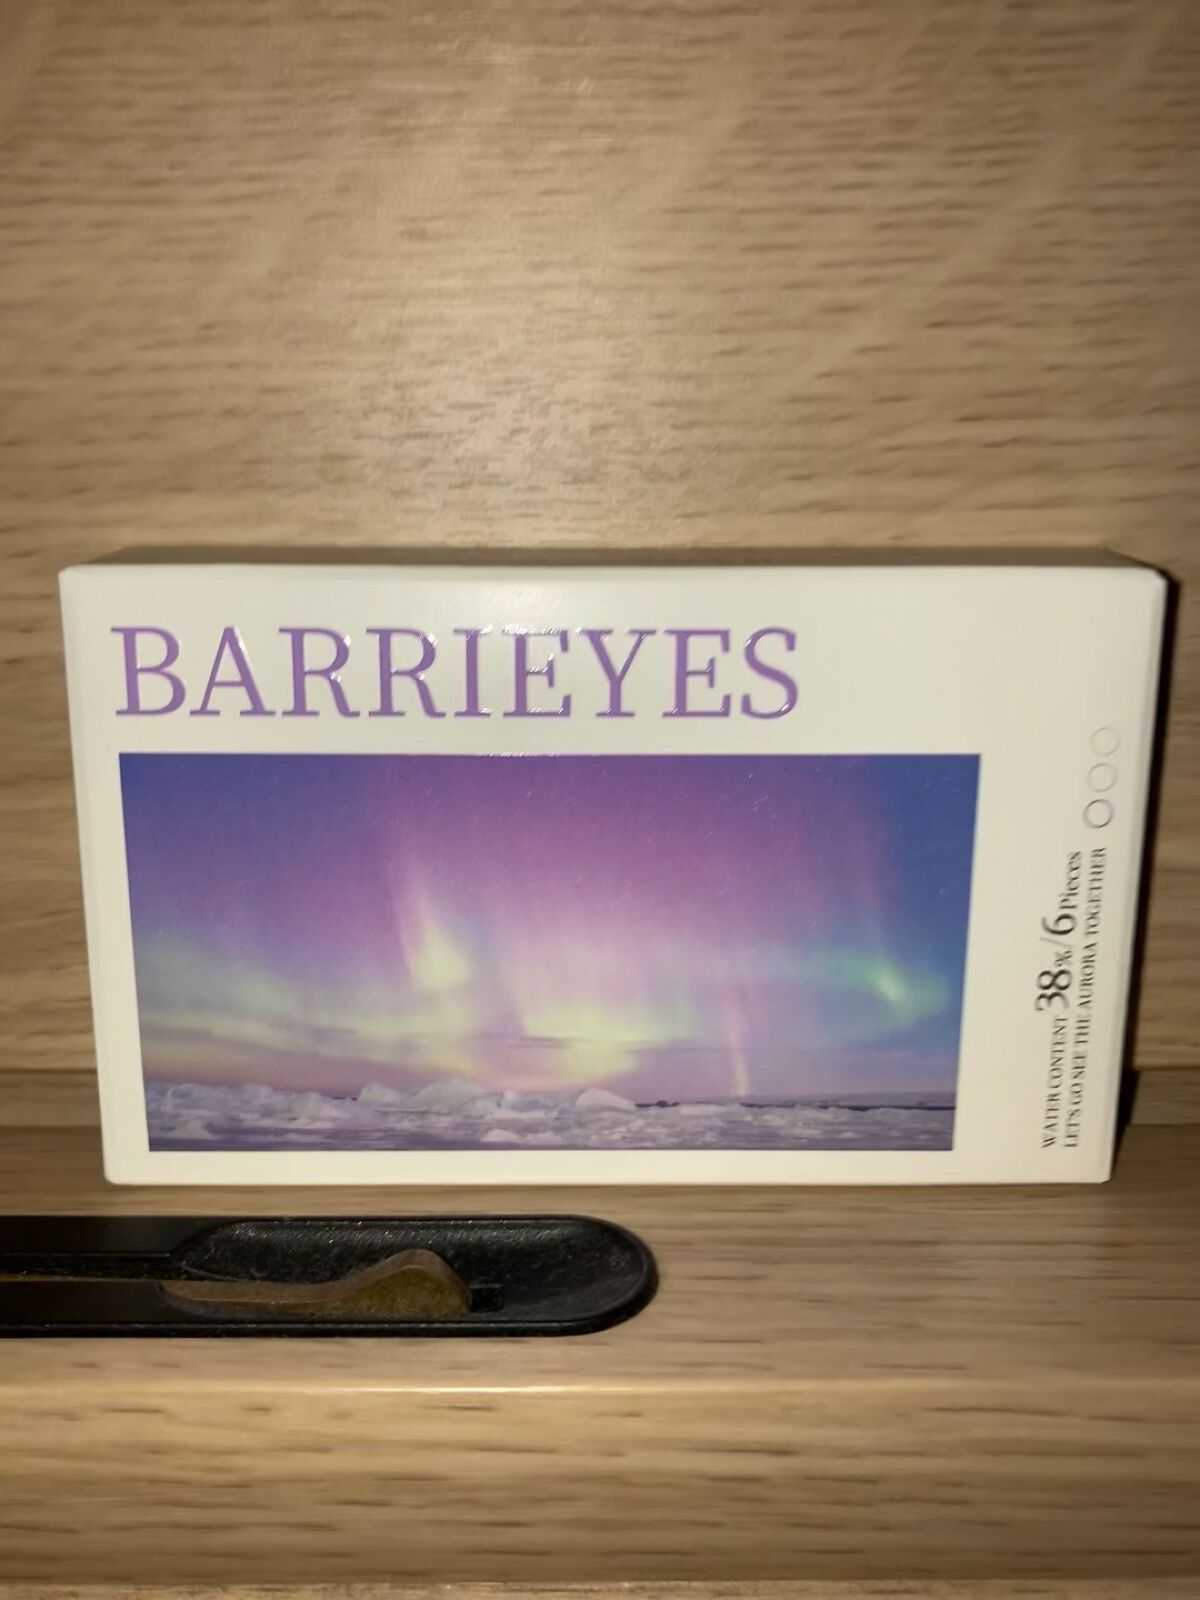 BARRIEYES
WATER CONTENT 38%/6Pieces
LET'S GO SEE THE AURORA TOGETHER